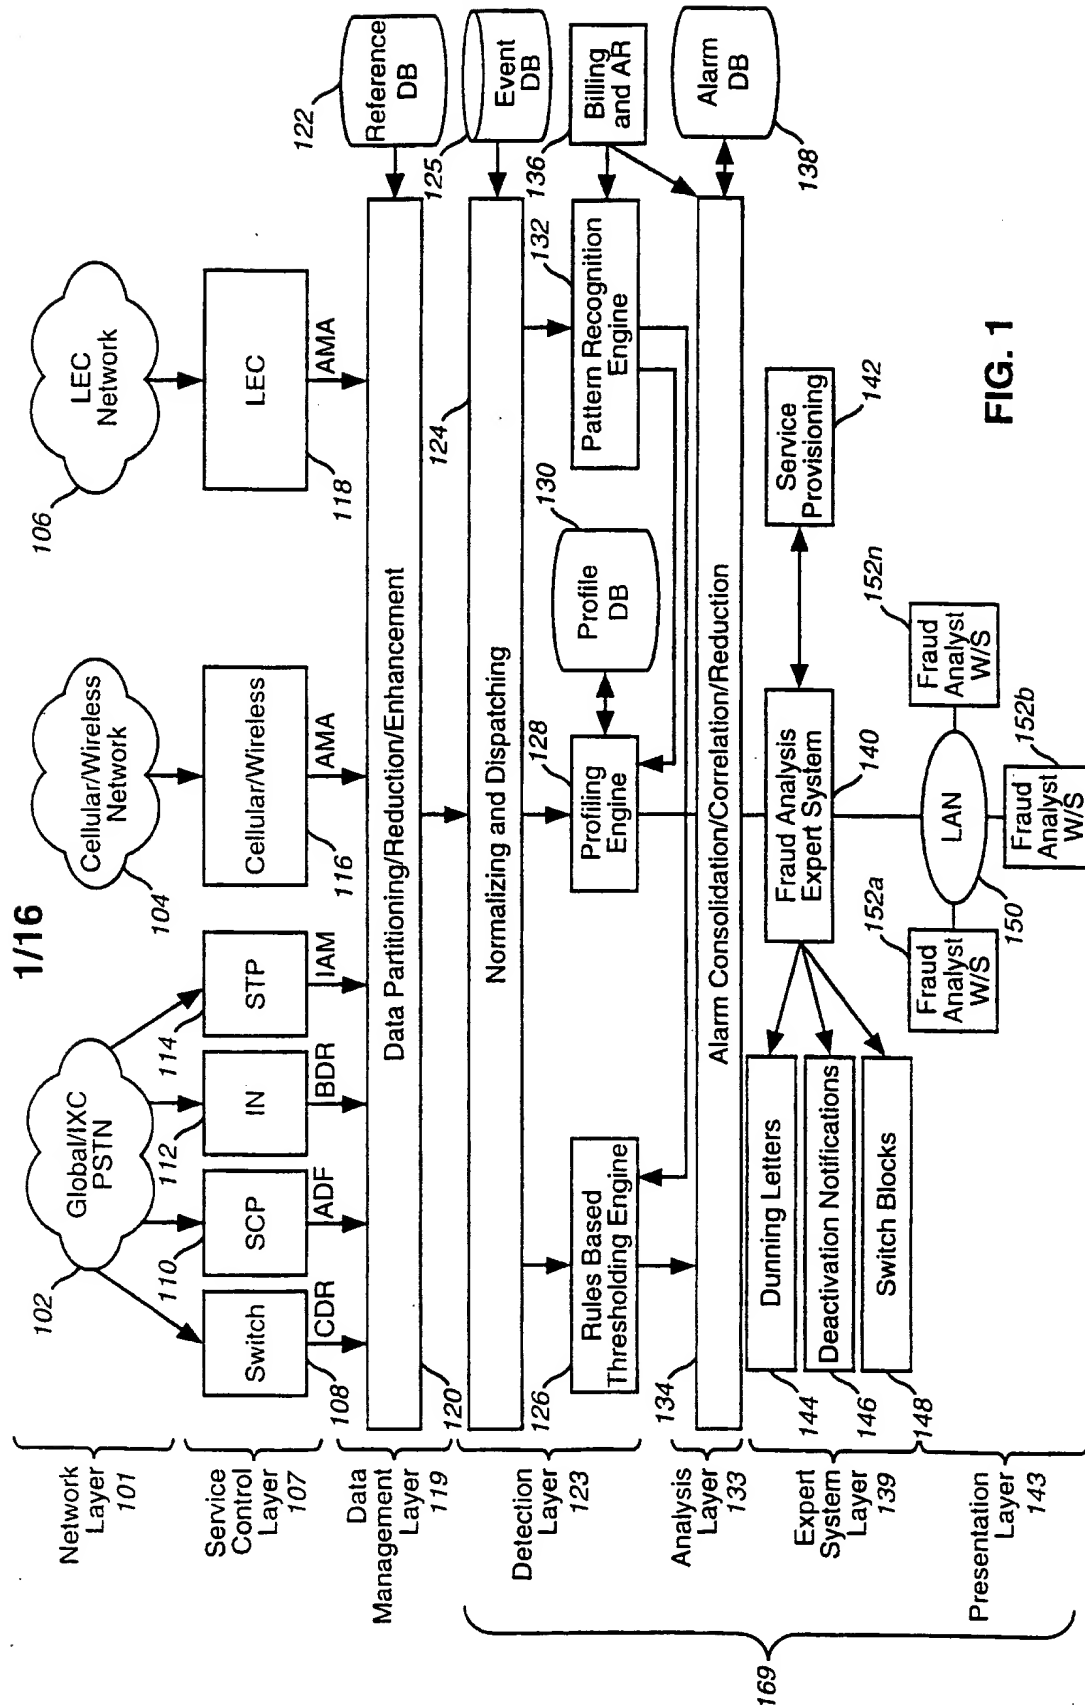 1/16
Network
Layer
101
Global/IXC
PSTN
102
Cellular/Wireless
Network
104
LEC
Network
106
Service
Control
Layer
107
Switch
108
CDR
SCP
110
ADF
IN
112
BDR
STP
114
IAM
Cellular/Wireless
116
AMA
LEC
118
AMA
Data
Management
Layer
119
Data Partitioning/Reduction/Enhancement
120
Reference
DB
122
Detection
Layer
123
Normalizing and Dispatching
124
Event
DB
125
Rules Based
Thresholding Engine
126
Profiling
Engine
128
Profile
DB
130
Pattern Recognition
Engine
132
Billing
and AR
136
Analysis
Layer
133
Alarm Consolidation/Correlation/Reduction
134
Alarm
DB
138
Expert
System
Layer
139
Dunning Letters
144
Deactivation Notifications
146
Switch Blocks
148
Fraud Analysis
Expert System
140
Service
Provisioning
142
Presentation
Layer
143
Fraud
Analyst
W/S
152a
LAN
150
Fraud
Analyst
W/S
152b
Fraud
Analyst
W/S
152n
169
FIG. 1